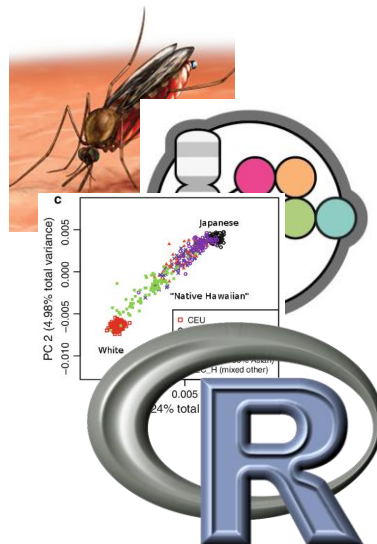 C
Japanese
PC 2 (4.98% total variance)
0.005
0.000
"Native Hawaiian"
−0.005
CEU
White
−0.010
_H (mixed other)
0.005
24% total
R